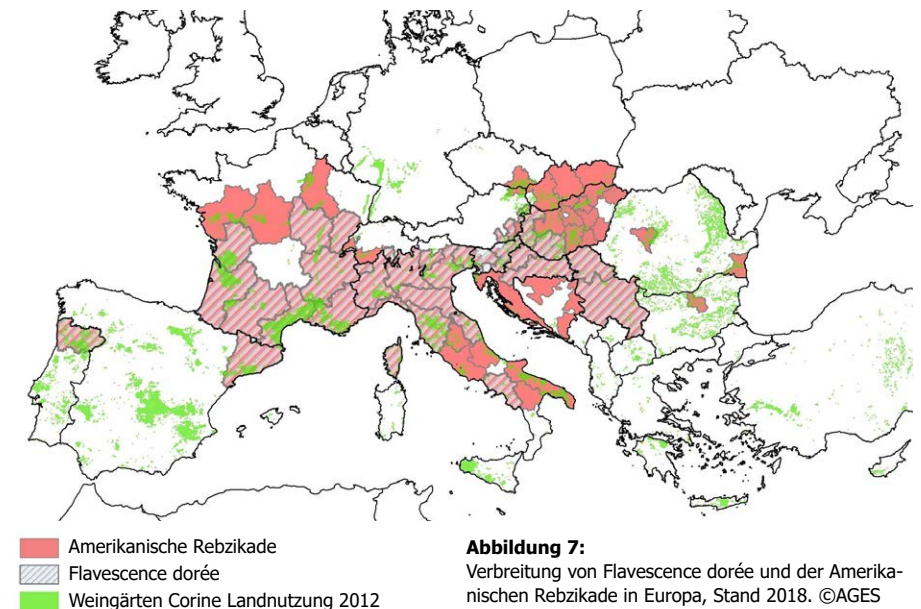 Amerikanische Rebzikade
Flavescence dorée
Weingärten Corine Landnutzung 2012
Abbildung 7:
Verbreitung von Flavescence dorée und der Amerika-
nischen Rebzikade in Europa, Stand 2018. ©AGES